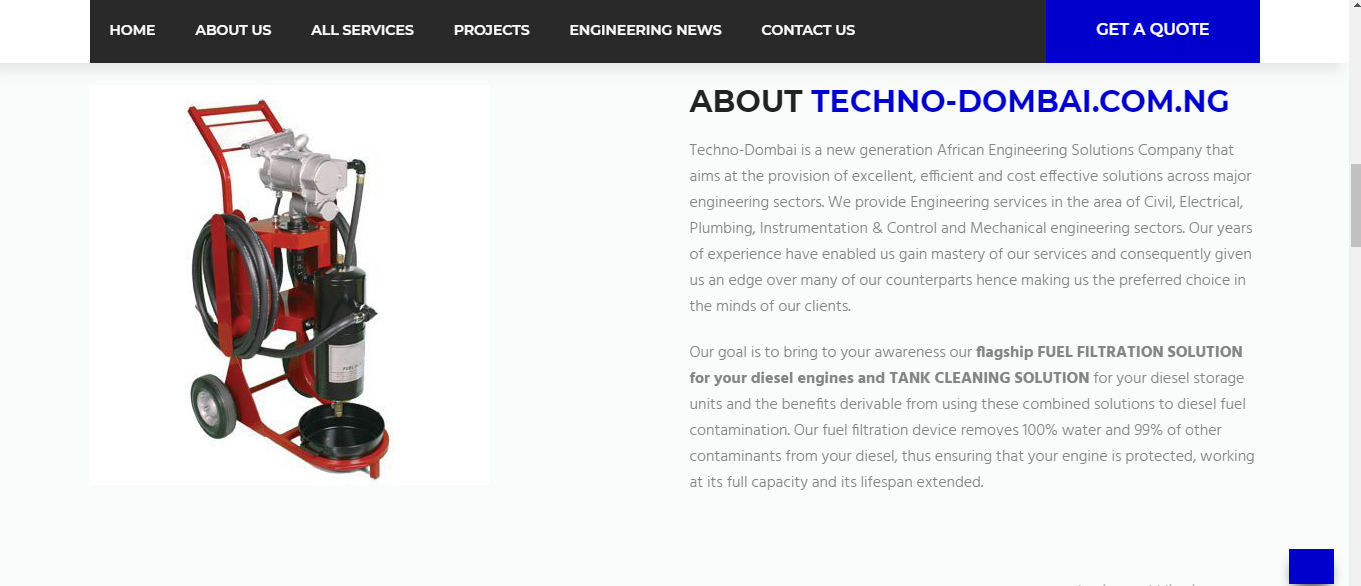 HOME
ABOUT US
ALL SERVICES
PROJECTS
ENGINEERING NEWS
CONTACT US
GET A QUOTE
ABOUT TECHNO-DOMBAI.COM.NG
Techno-Dombai is a new generation African Engineering Solutions Company that
aims at the provision of excellent, efficient and cost effective solutions across major
engineering sectors. We provide Engineering services in the area of Civil, Electrical,
Plumbing, Instrumentation & Control and Mechanical engineering sectors. Our years
of experience have enabled us gain mastery of our services and consequently given
us an edge over many of our counterparts hence making us the preferred choice in
the minds of our clients.
Our goal is to bring to your awareness our flagship FUEL FILTRATION SOLUTION
for your diesel engines and TANK CLEANING SOLUTION for your diesel storage
units and the benefits derivable from using these combined solutions to diesel fuel
contamination. Our fuel filtration device removes 100% water and 99% of other
contaminants from your diesel, thus ensuring that your engine is protected, working
at its full capacity and its lifespan extended.